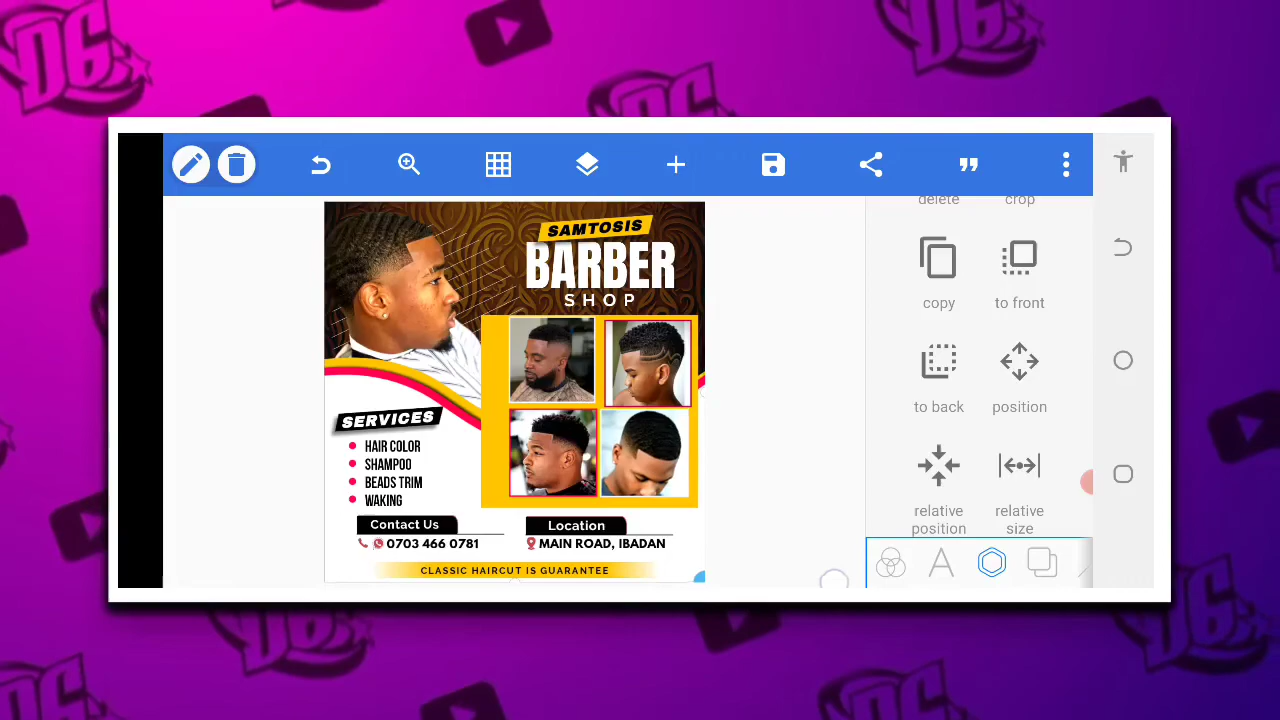 delete crop
SAMTOSIS
BARBER
SHOP
copy to front
to back position
SERVICES
HAIR COLOR
SHAMPOO
BEADS TRIM
WAKING
relative position
relative size
Contact Us
Location
0703 466 0781
MAIN ROAD, IBADAN
CLASSIC HAIRCUT IS GUARANTEE